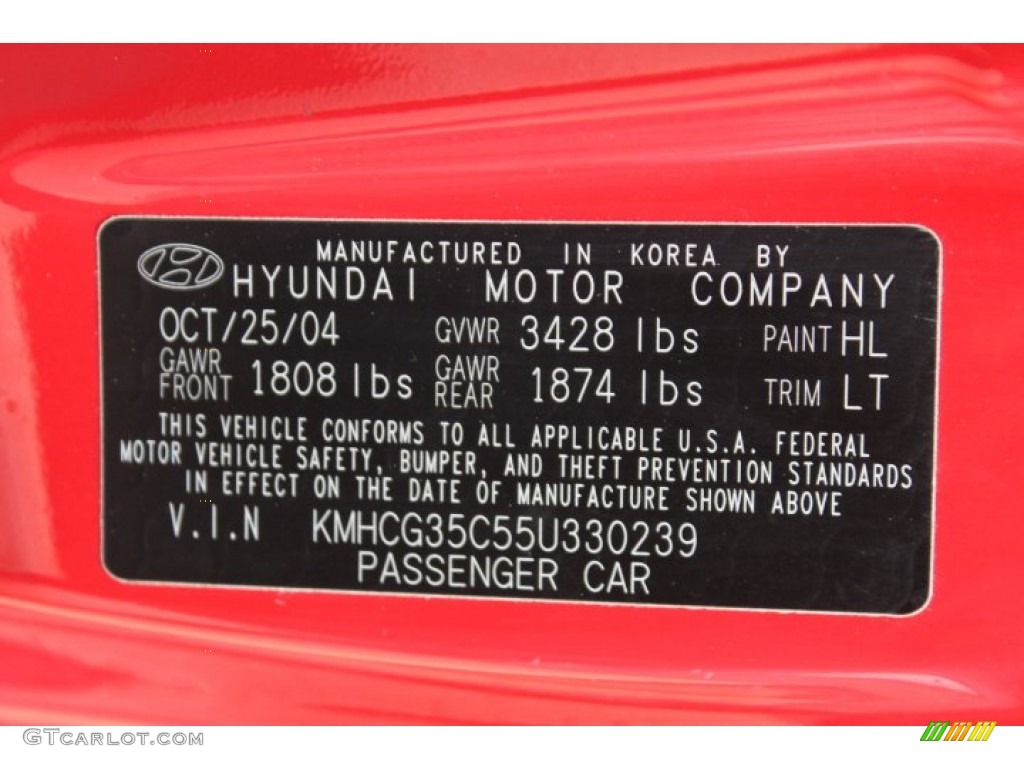 MANUFACTURED IN KOREA BY
HYUNDAI MOTOR COMPANY
OCT/25/04 GVWR 3428 lbs PAINT HL
GAWR FRONT 1808 lbs GAWR REAR 1874 lbs TRIM LT
THIS VEHICLE CONFORMS TO ALL APPLICABLE U.S.A. FEDERAL
MOTOR VEHICLE SAFETY, BUMPER, AND THEFT PREVENTION STANDARDS
IN EFFECT ON THE DATE OF MANUFACTURE SHOWN ABOVE
V.I.N KMHCG35C55U330239
PASSENGER CAR
GTCARLOT.COM